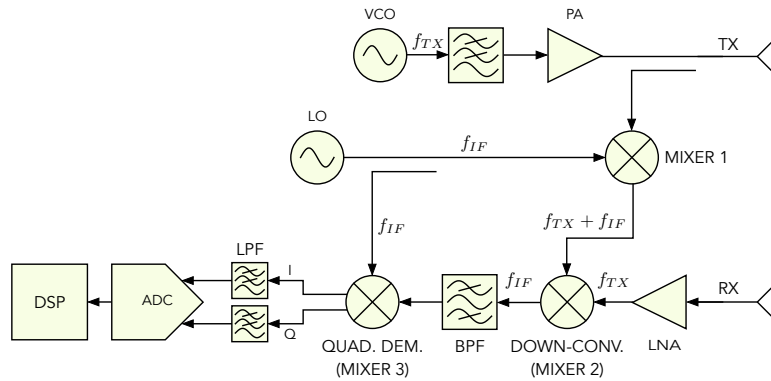 VCO
PA
f_TX
TX
LO
f_IF
MIXER 1
f_TX + f_IF
f_IF
LPF
I
f_IF
f_TX
RX
DSP
ADC
Q
QUAD. DEM.
(MIXER 3)
BPF
DOWN-CONV.
(MIXER 2)
LNA